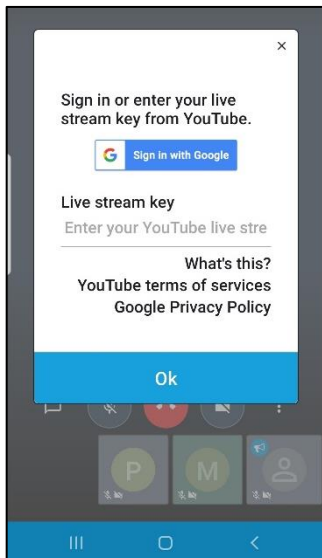 ×
Sign in or enter your live
stream key from YouTube.
G Sign in with Google
Live stream key
Enter your YouTube live stre
What's this?
YouTube terms of services
Google Privacy Policy
Ok
P
M